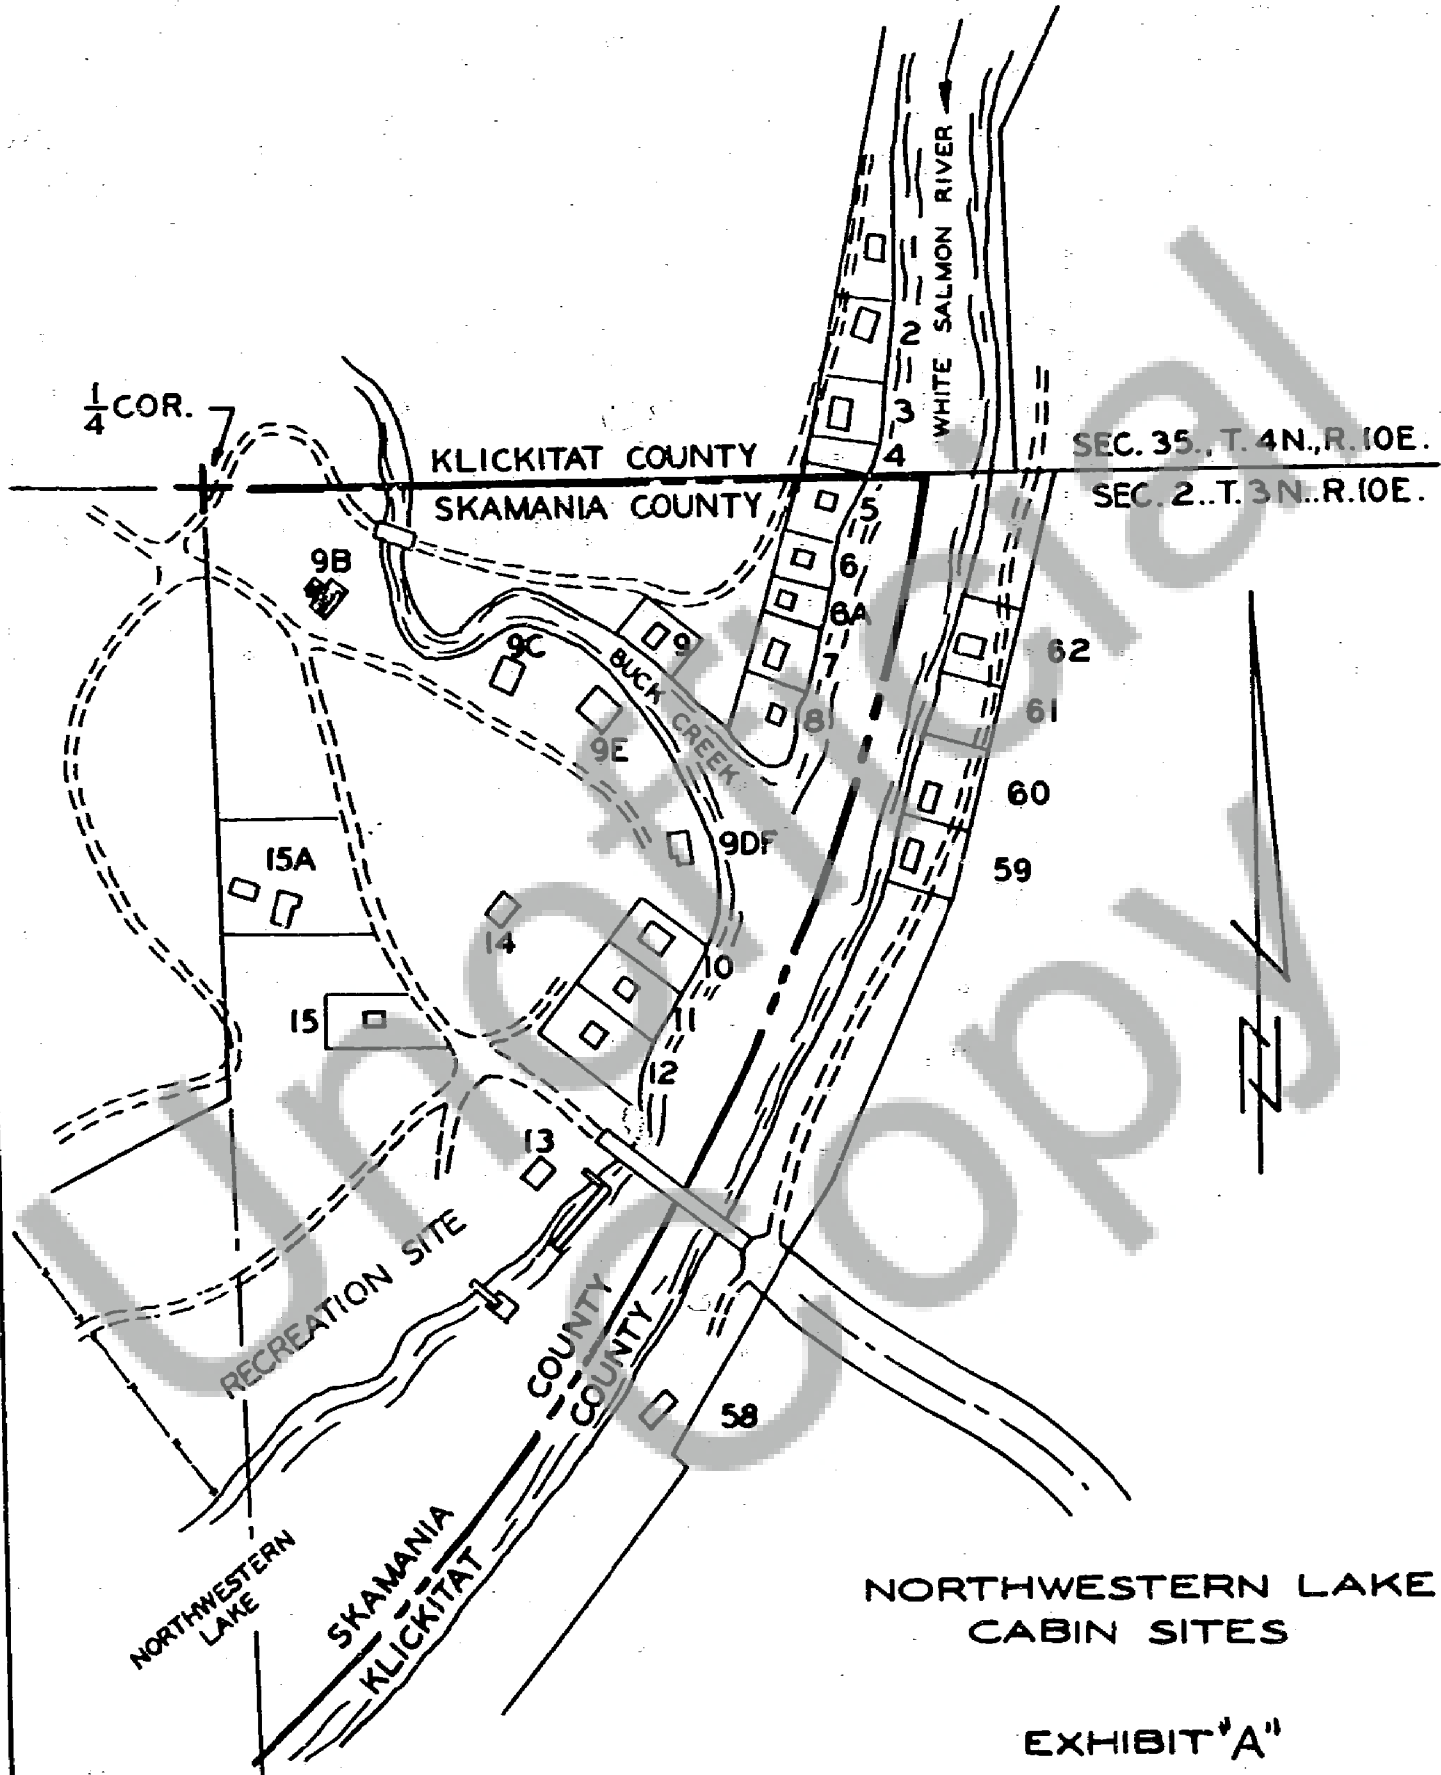 WHITE SALMON RIVER
2
3
4
1/4 COR.
KLICKITAT COUNTY
SEC. 35., T. 4N., R. 10E.
SKAMANIA COUNTY
SEC. 2.. T. 3 N.. R. 10E.
5
6
6A
7
8
9B
9
9C
BUCK CREEK
9E
9DF
62
61
60
59
15A
14
10
11
12
15
13
RECREATION SITE
COUNTY
COUNTY
58
SKAMANIA
KLICKITAT
NORTHWESTERN
LAKE
N
NORTHWESTERN LAKE
CABIN SITES
EXHIBIT "A"
Unofficial
Copy